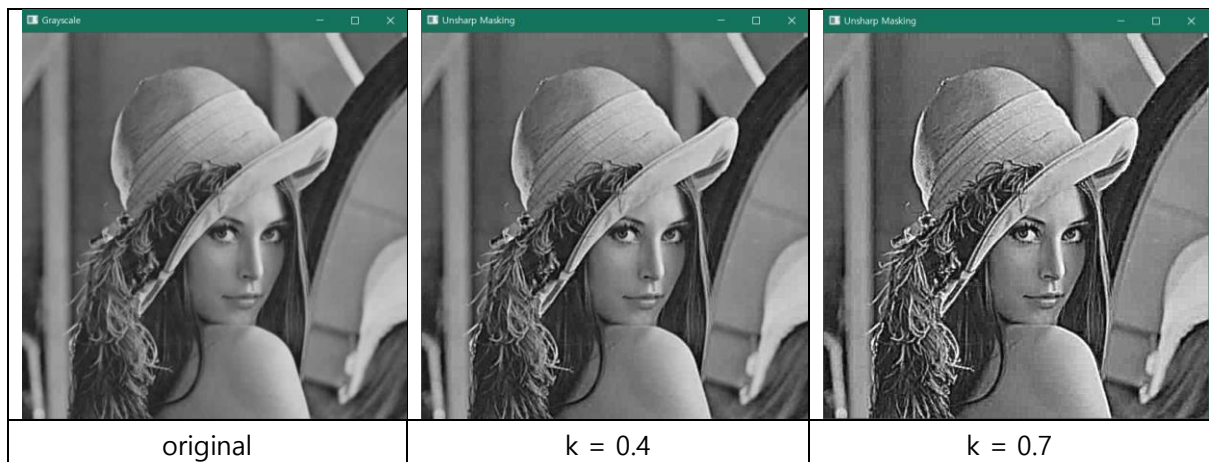 Grayscale
Unsharp Masking
Unsharp Masking
original
k = 0.4
k = 0.7